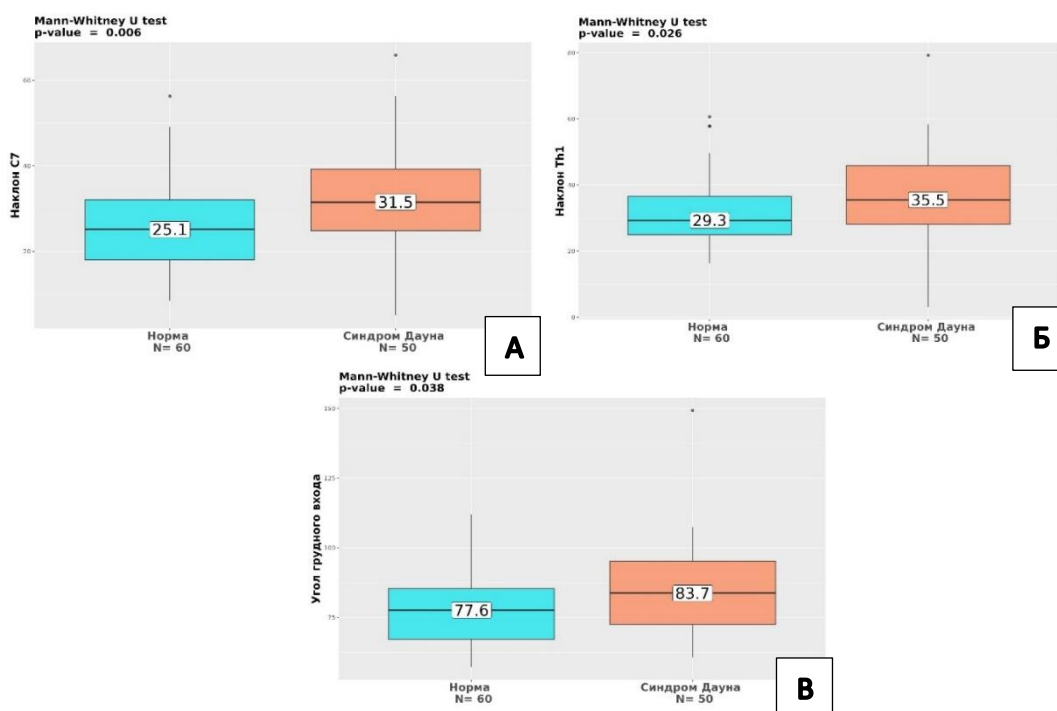 Mann-Whitney U test
p-value = 0.006
Наклон С7
60
40
20
25.1
31.5
Норма
N= 60
Синдром Дауна
N= 50
А
Mann-Whitney U test
p-value = 0.026
Наклон Th1
80
60
40
20
0
29.3
35.5
Норма
N= 60
Синдром Дауна
N= 50
Б
Mann-Whitney U test
p-value = 0.038
Угол грудного входа
150
125
100
75
77.6
83.7
Норма
N= 60
Синдром Дауна
N= 50
В